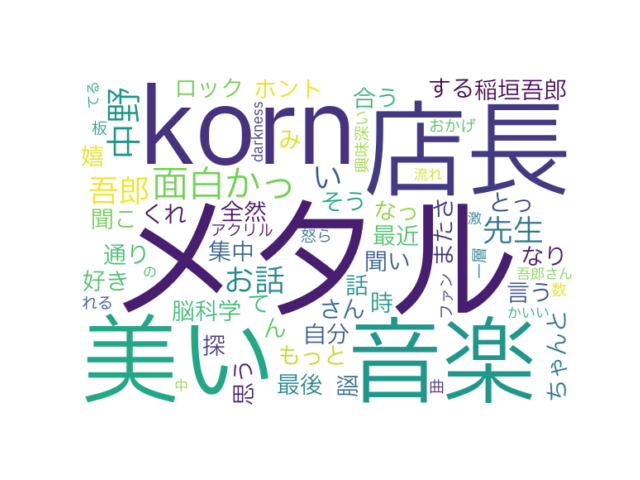 てる
ロック
ホント
合う
する
稲垣吾郎
板
中野
korn
darkness
み
興味深い
おかげ
店長
嬉
吾郎
面白かっ
い
そう
流れ
聞こ
くれ
全然
なっ
またさ
とっ
アクリル
怒ら
最近
激
先生
通り
集中
メタル
好き
の
お話
聞い
ファン
一層
なり
吾郎さん
れる
脳科学
て
話
時
言う
数
さん
かいい
美い
ん
自分
音楽
探
もっと
ちゃんと
思う
最後
中
曲